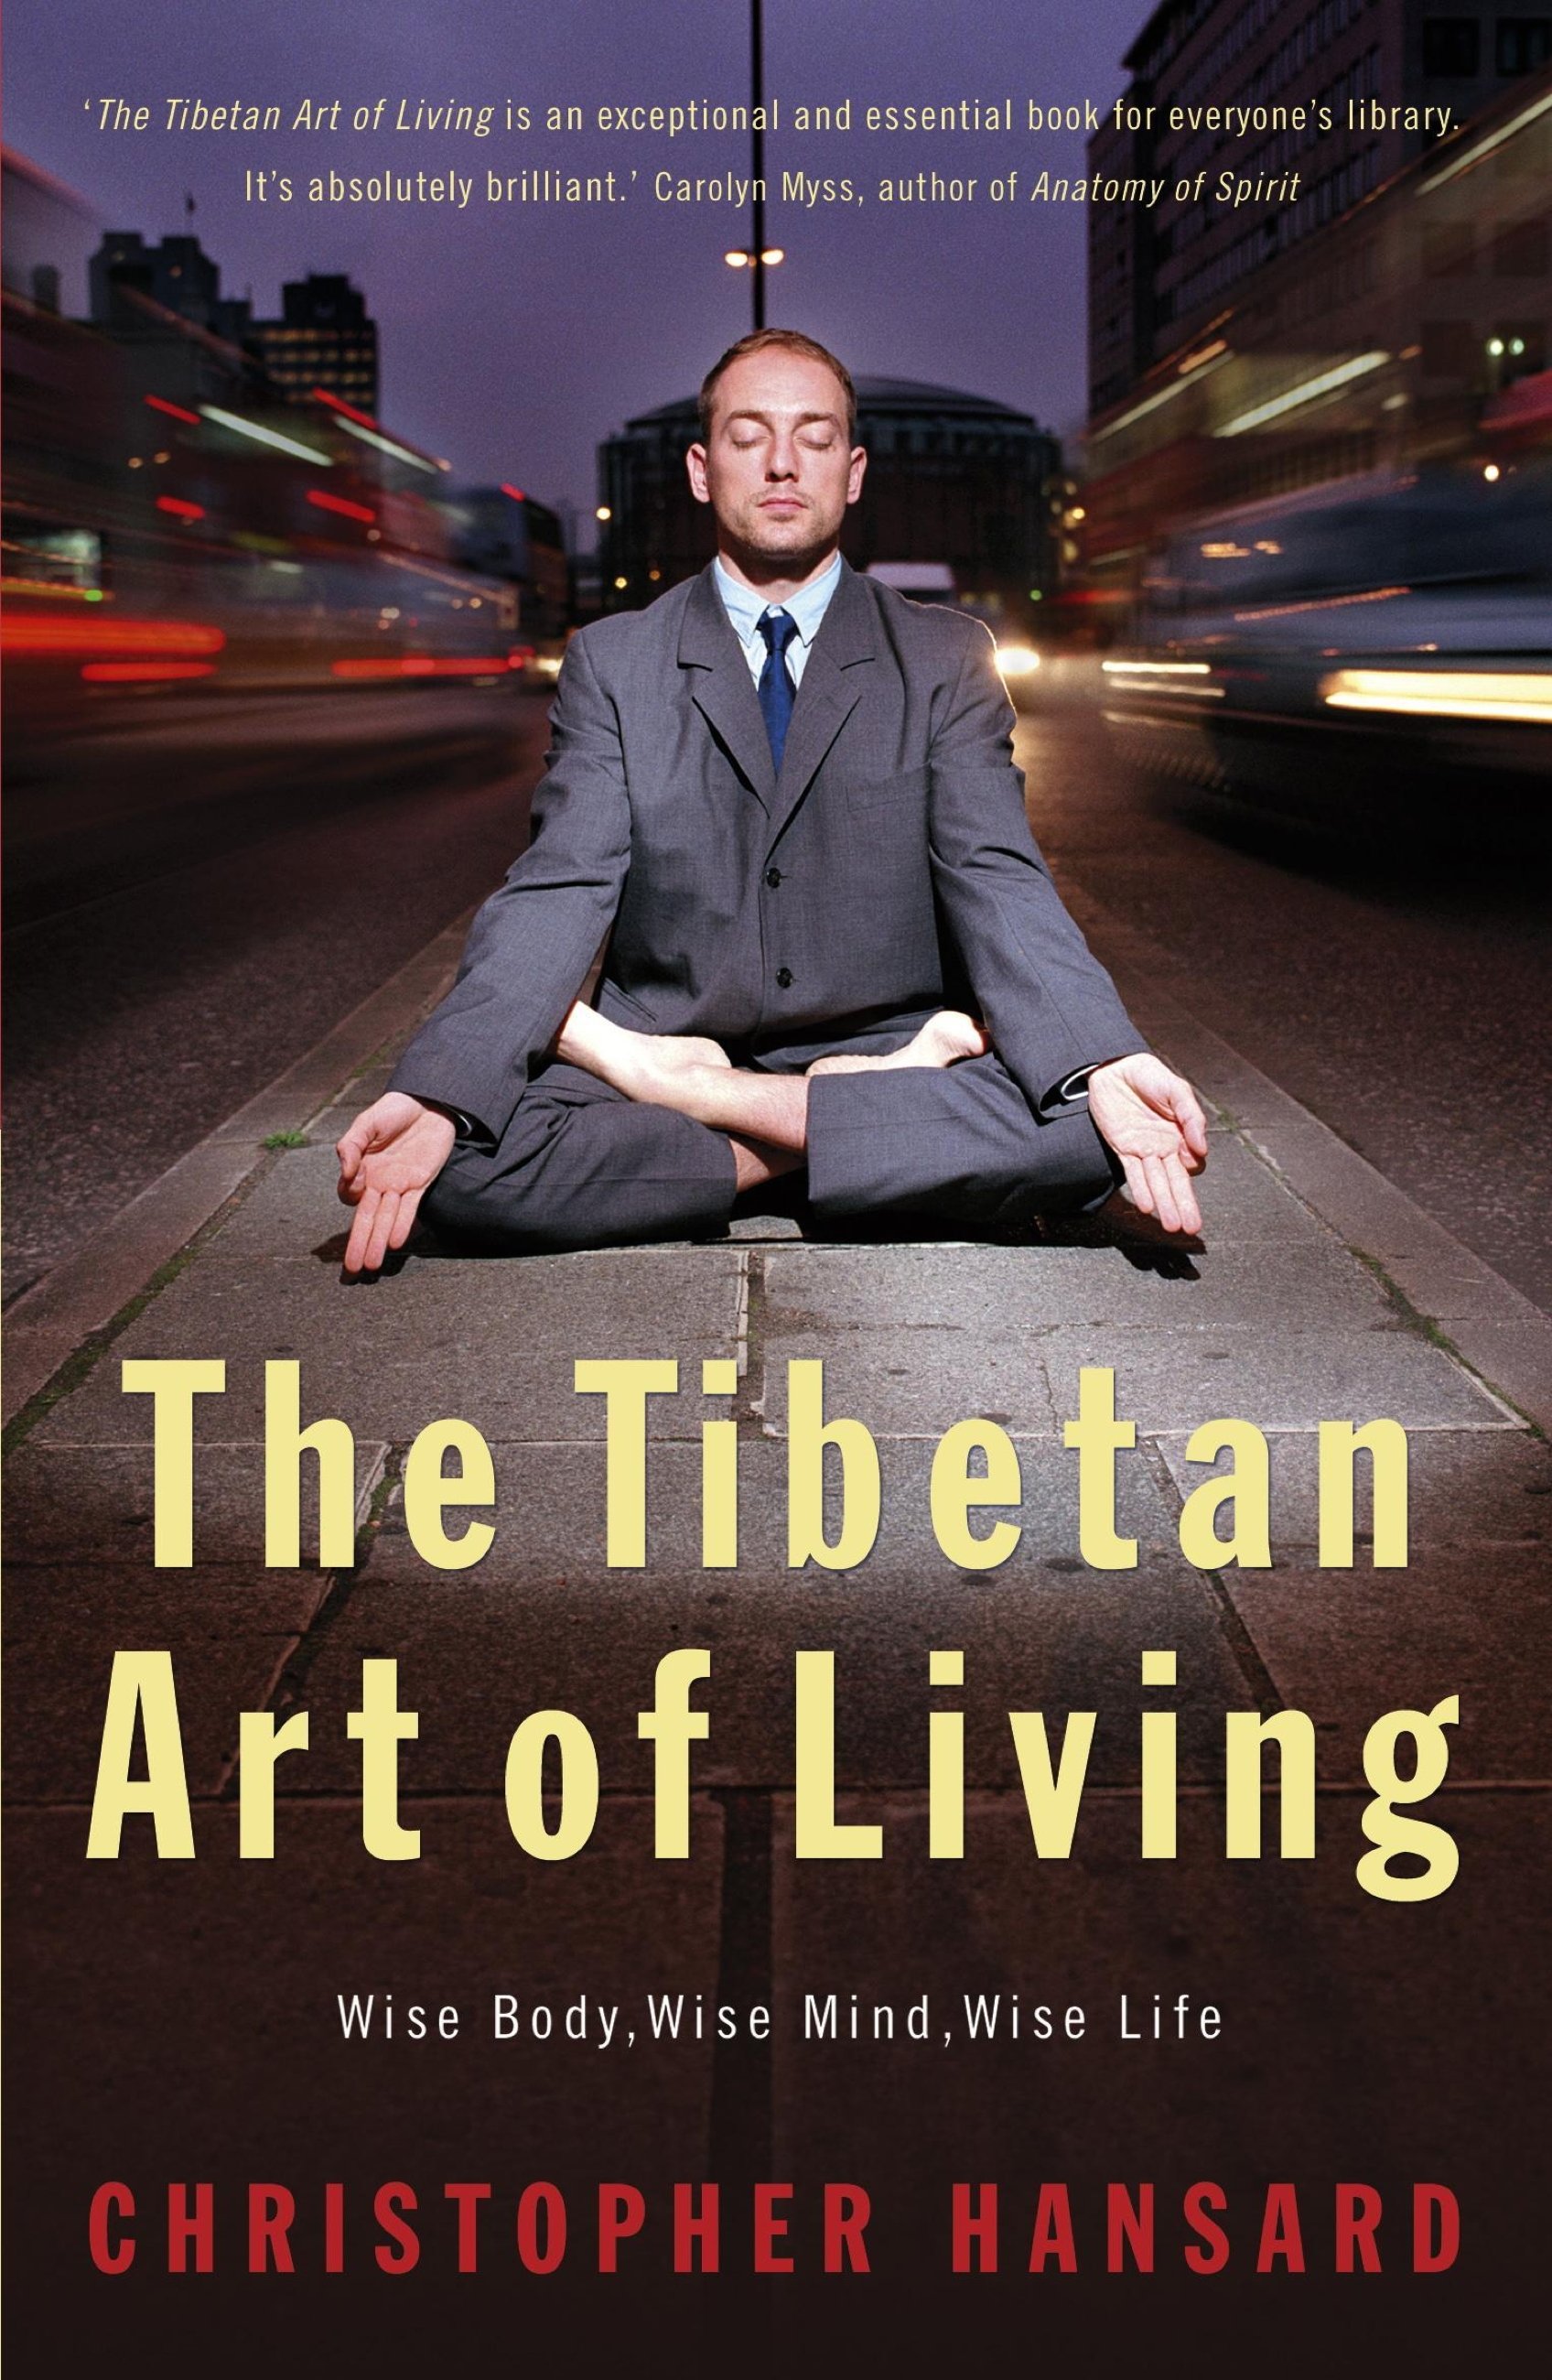 ‘The Tibetan Art of Living is an exceptional and essential book for everyone’s library.
It’s absolutely brilliant.’ Carolyn Myss, author of Anatomy of Spirit
The Tibetan
Art of Living
Wise Body, Wise Mind, Wise Life
CHRISTOPHER HANSARD